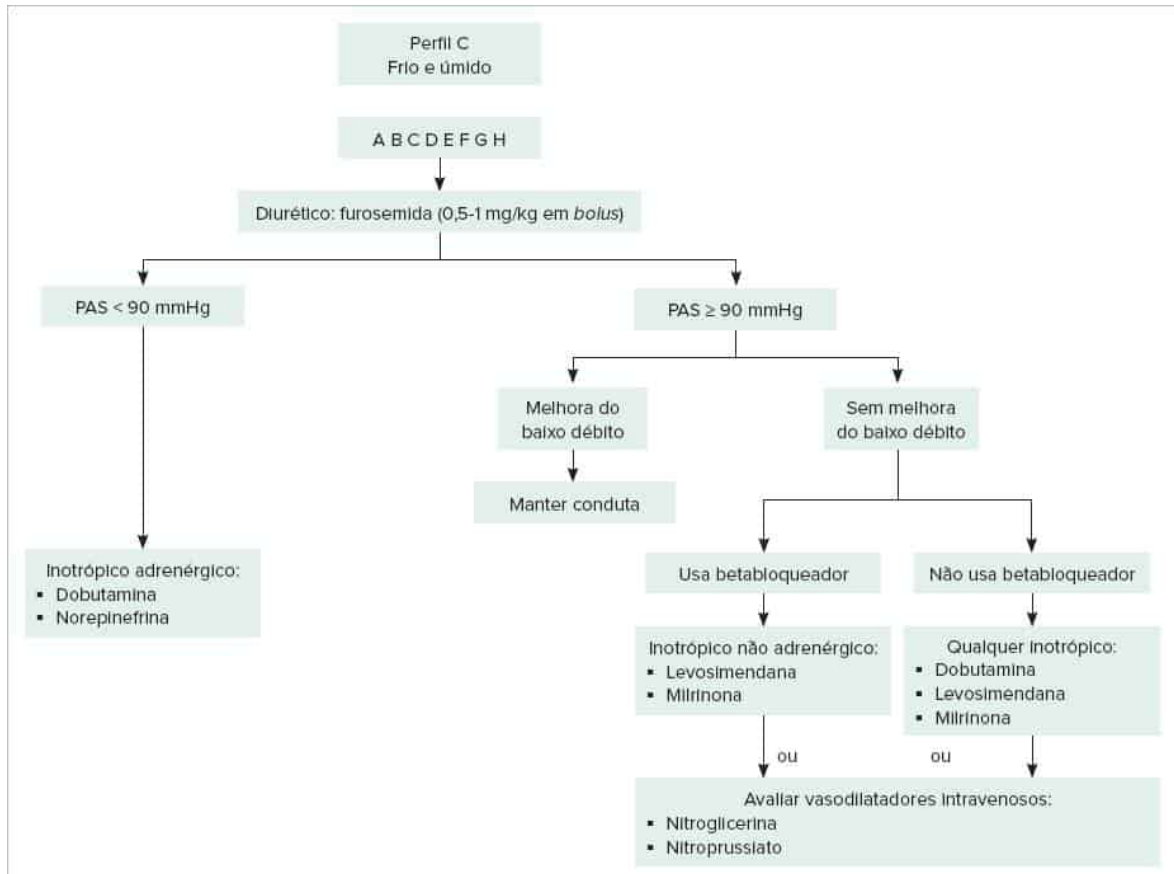 Perfil C
Frio e úmido
A B C D E F G H
Diurético: furosemida (0,5-1 mg/kg em bolus)
PAS < 90 mmHg
PAS ≥ 90 mmHg
Melhora do
baixo débito
Sem melhora
do baixo débito
Manter conduta
Inotrópico adrenérgico:
▪ Dobutamina
▪ Norepinefrina
Usa betabloqueador
Não usa betabloqueador
Inotrópico não adrenérgico:
▪ Levosimendana
▪ Milrinona
Qualquer inotrópico:
▪ Dobutamina
▪ Levosimendana
▪ Milrinona
ou
ou
Avaliar vasodilatadores intravenosos:
▪ Nitroglicerina
▪ Nitroprussiato